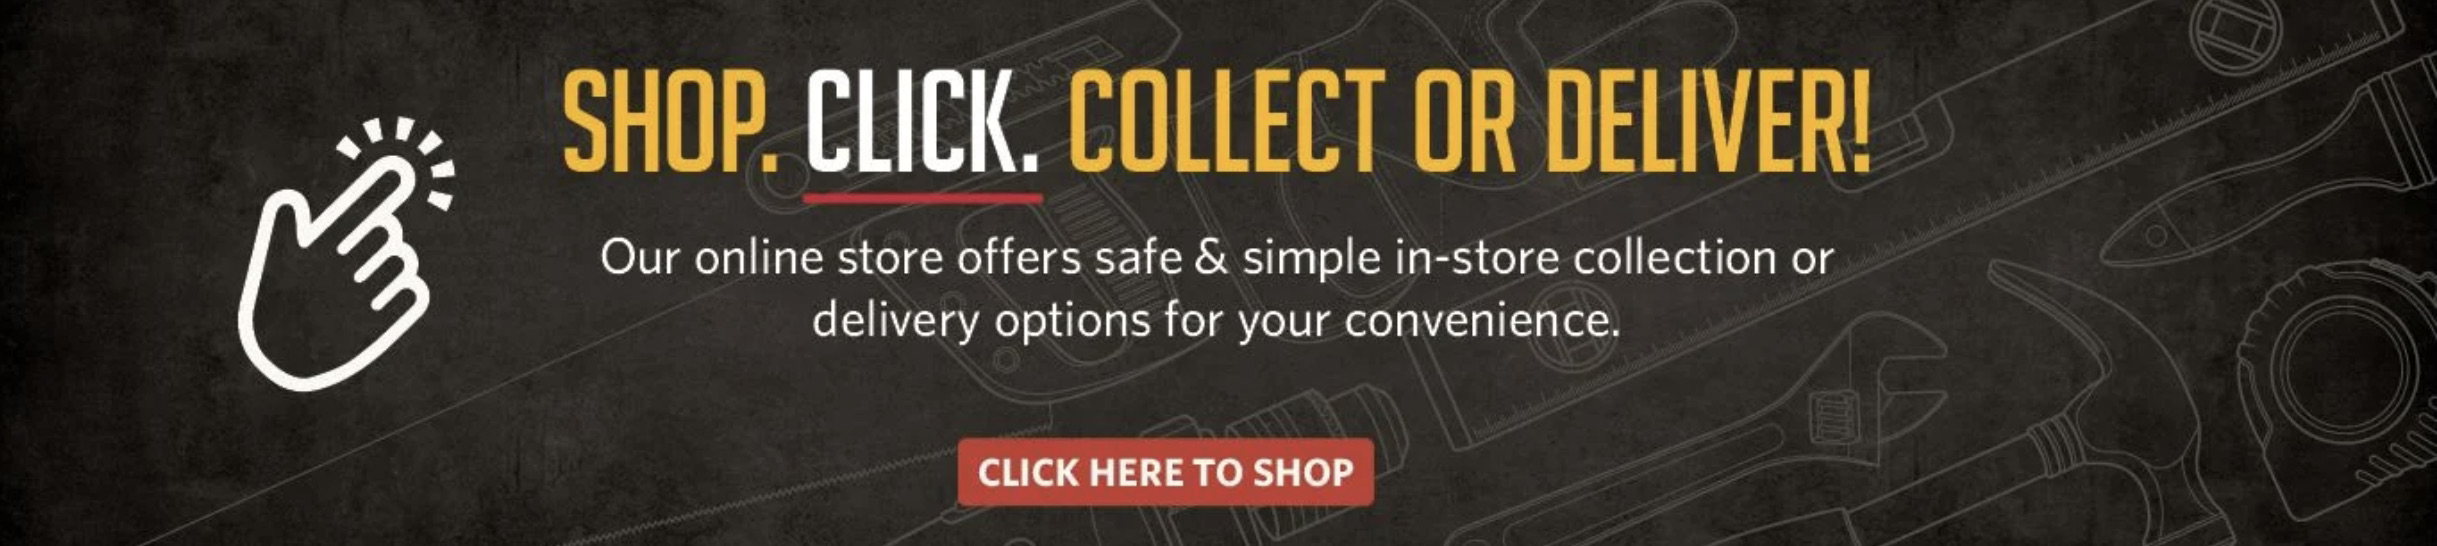 SHOP. CLICK. COLLECT OR DELIVER!
Our online store offers safe & simple in-store collection or
delivery options for your convenience.
CLICK HERE TO SHOP